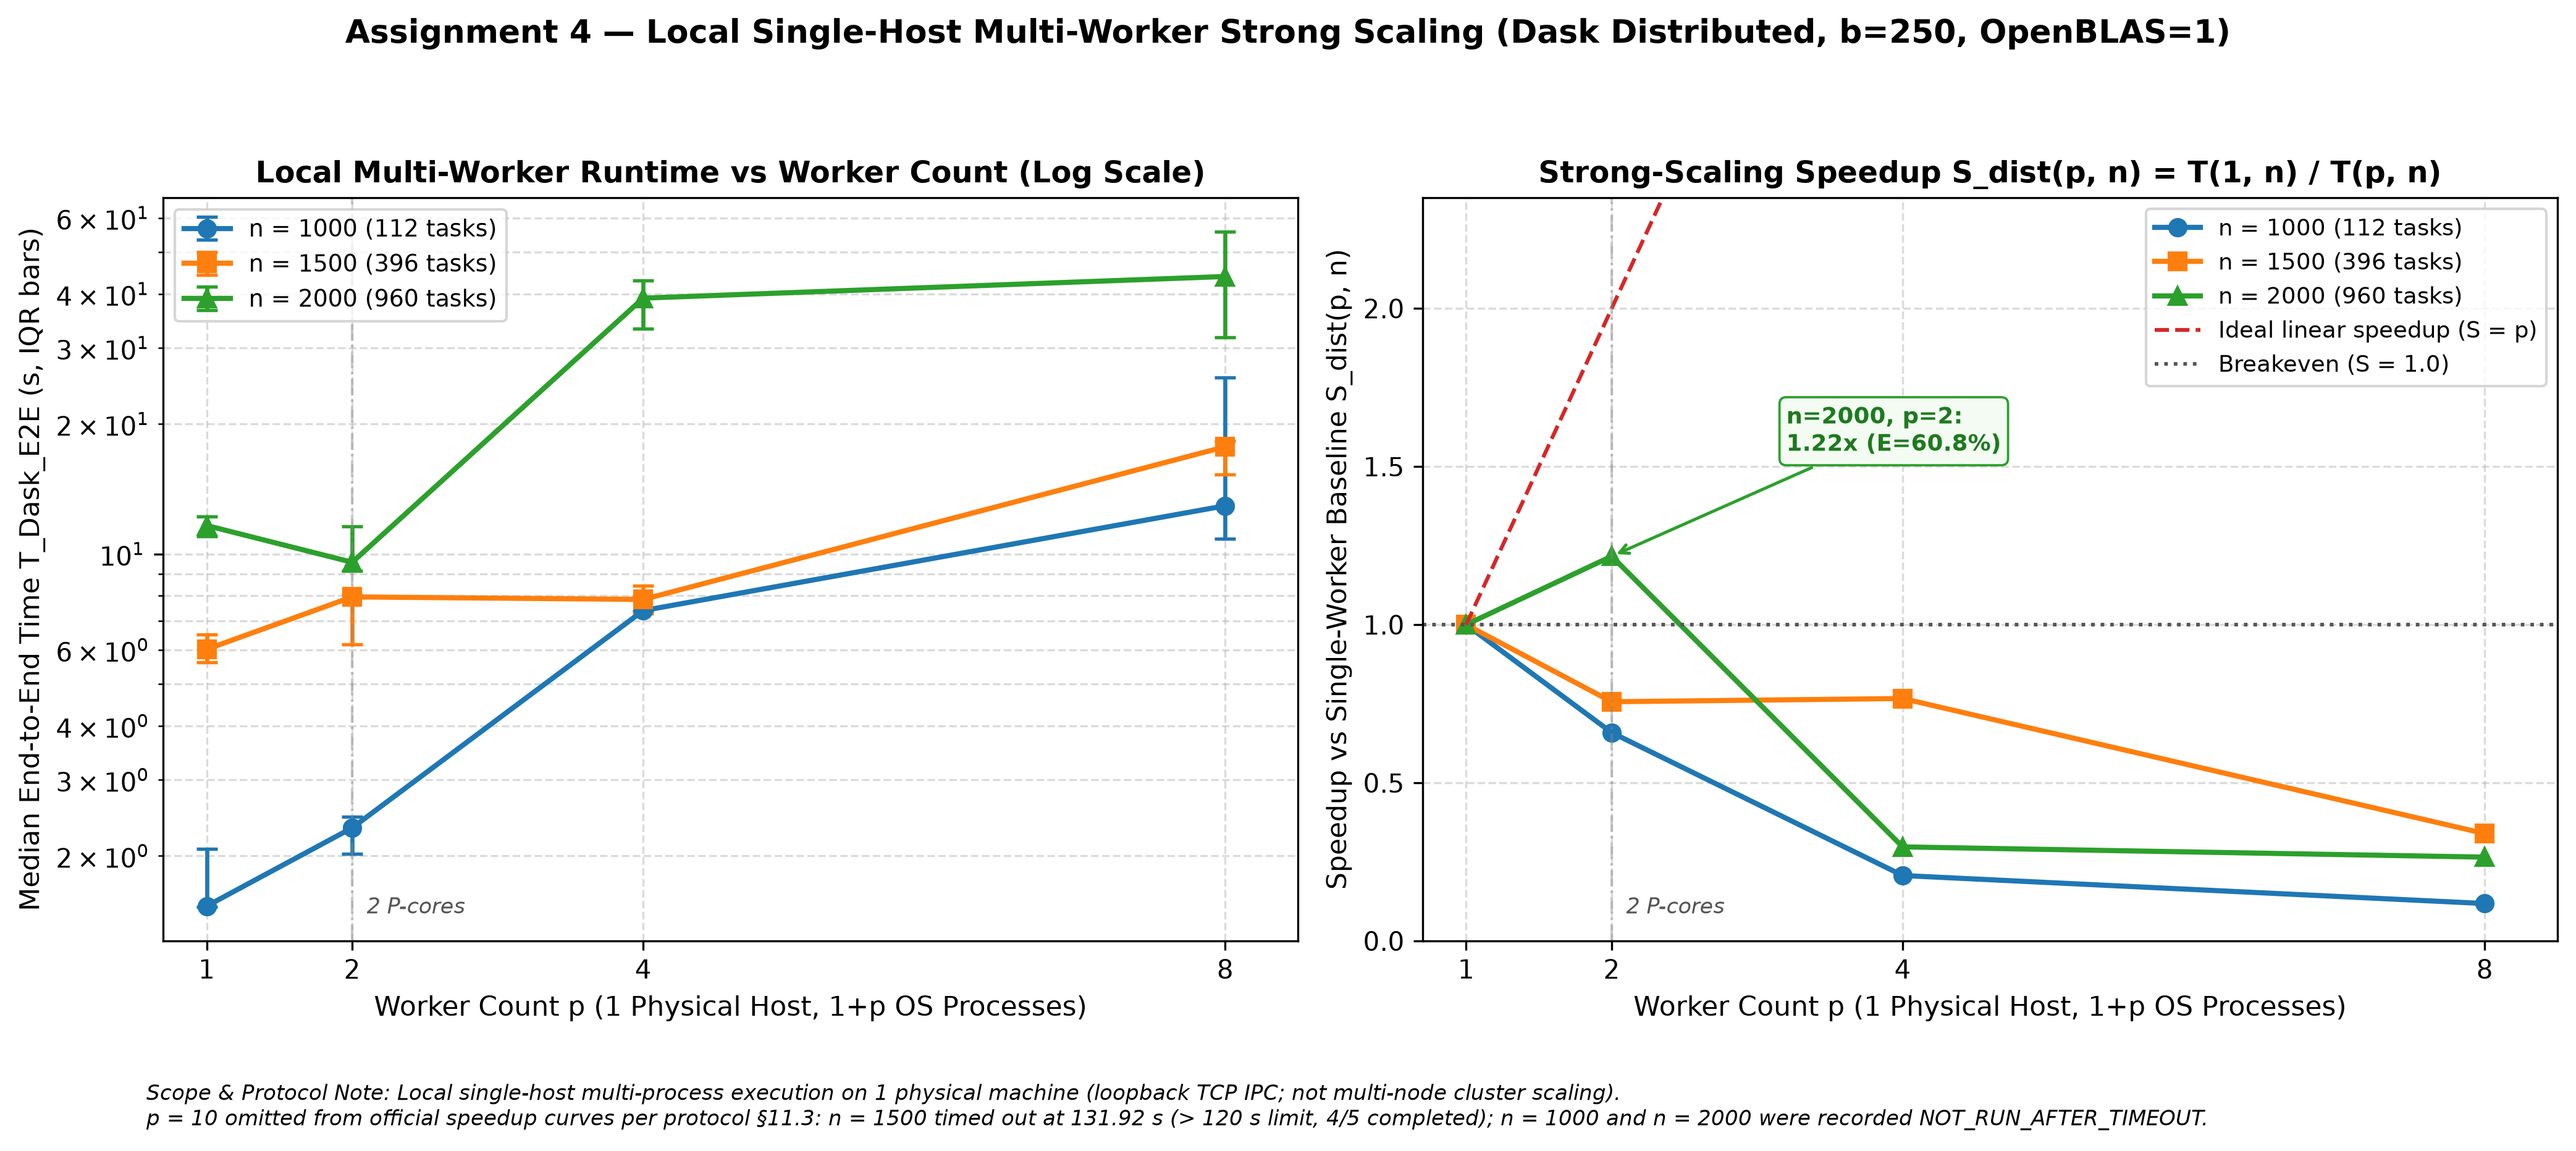 Assignment 4 — Local Single-Host Multi-Worker Strong Scaling (Dask Distributed, b=250, OpenBLAS=1)
Local Multi-Worker Runtime vs Worker Count (Log Scale)
Median End-to-End Time T_Dask_E2E (s, IQR bars)
6 × 10¹
4 × 10¹
3 × 10¹
2 × 10¹
10¹
6 × 10⁰
4 × 10⁰
3 × 10⁰
2 × 10⁰
n = 1000 (112 tasks)
n = 1500 (396 tasks)
n = 2000 (960 tasks)
2 P-cores
1 2 4 8
Worker Count p (1 Physical Host, 1+p OS Processes)
Strong-Scaling Speedup S_dist(p, n) = T(1, n) / T(p, n)
Speedup vs Single-Worker Baseline S_dist(p, n)
2.0
1.5
1.0
0.5
0.0
n = 1000 (112 tasks)
n = 1500 (396 tasks)
n = 2000 (960 tasks)
Ideal linear speedup (S = p)
Breakeven (S = 1.0)
n=2000, p=2:
1.22x (E=60.8%)
2 P-cores
1 2 4 8
Worker Count p (1 Physical Host, 1+p OS Processes)
Scope & Protocol Note: Local single-host multi-process execution on 1 physical machine (loopback TCP IPC; not multi-node cluster scaling).
p = 10 omitted from official speedup curves per protocol §11.3: n = 1500 timed out at 131.92 s (> 120 s limit, 4/5 completed); n = 1000 and n = 2000 were recorded NOT_RUN_AFTER_TIMEOUT.